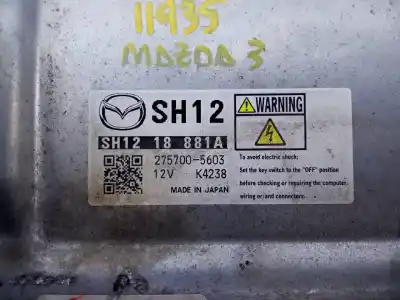 11935
MAZDA 3
SH12
WARNING
SH12 18 881A
275700-5603
12V K4238
MADE IN JAPAN
To avoid electric shock;
Set the key switch to the "OFF" position
before checking or repairing the computer,
wiring or and connectors.